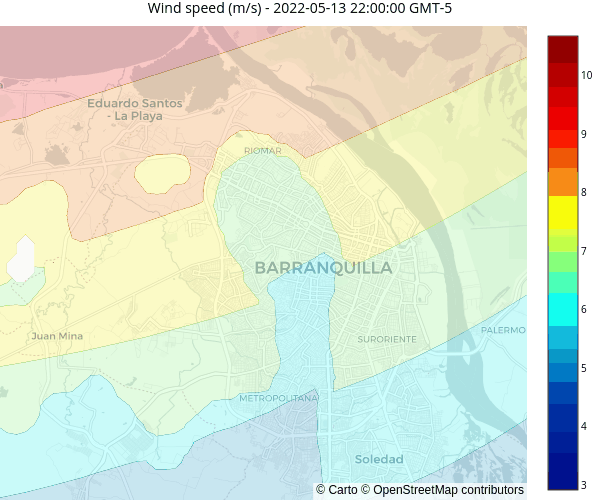 Wind speed (m/s) - 2022-05-13 22:00:00 GMT-5
10
Eduardo Santos
- La Playa
9
RIOMAR
8
7
BARRANQUILLA
6
PALERMO
Juan Mina
SURORIENTE
5
METROPOLITANA
4
Soledad
3
© Carto © OpenStreetMap contributors